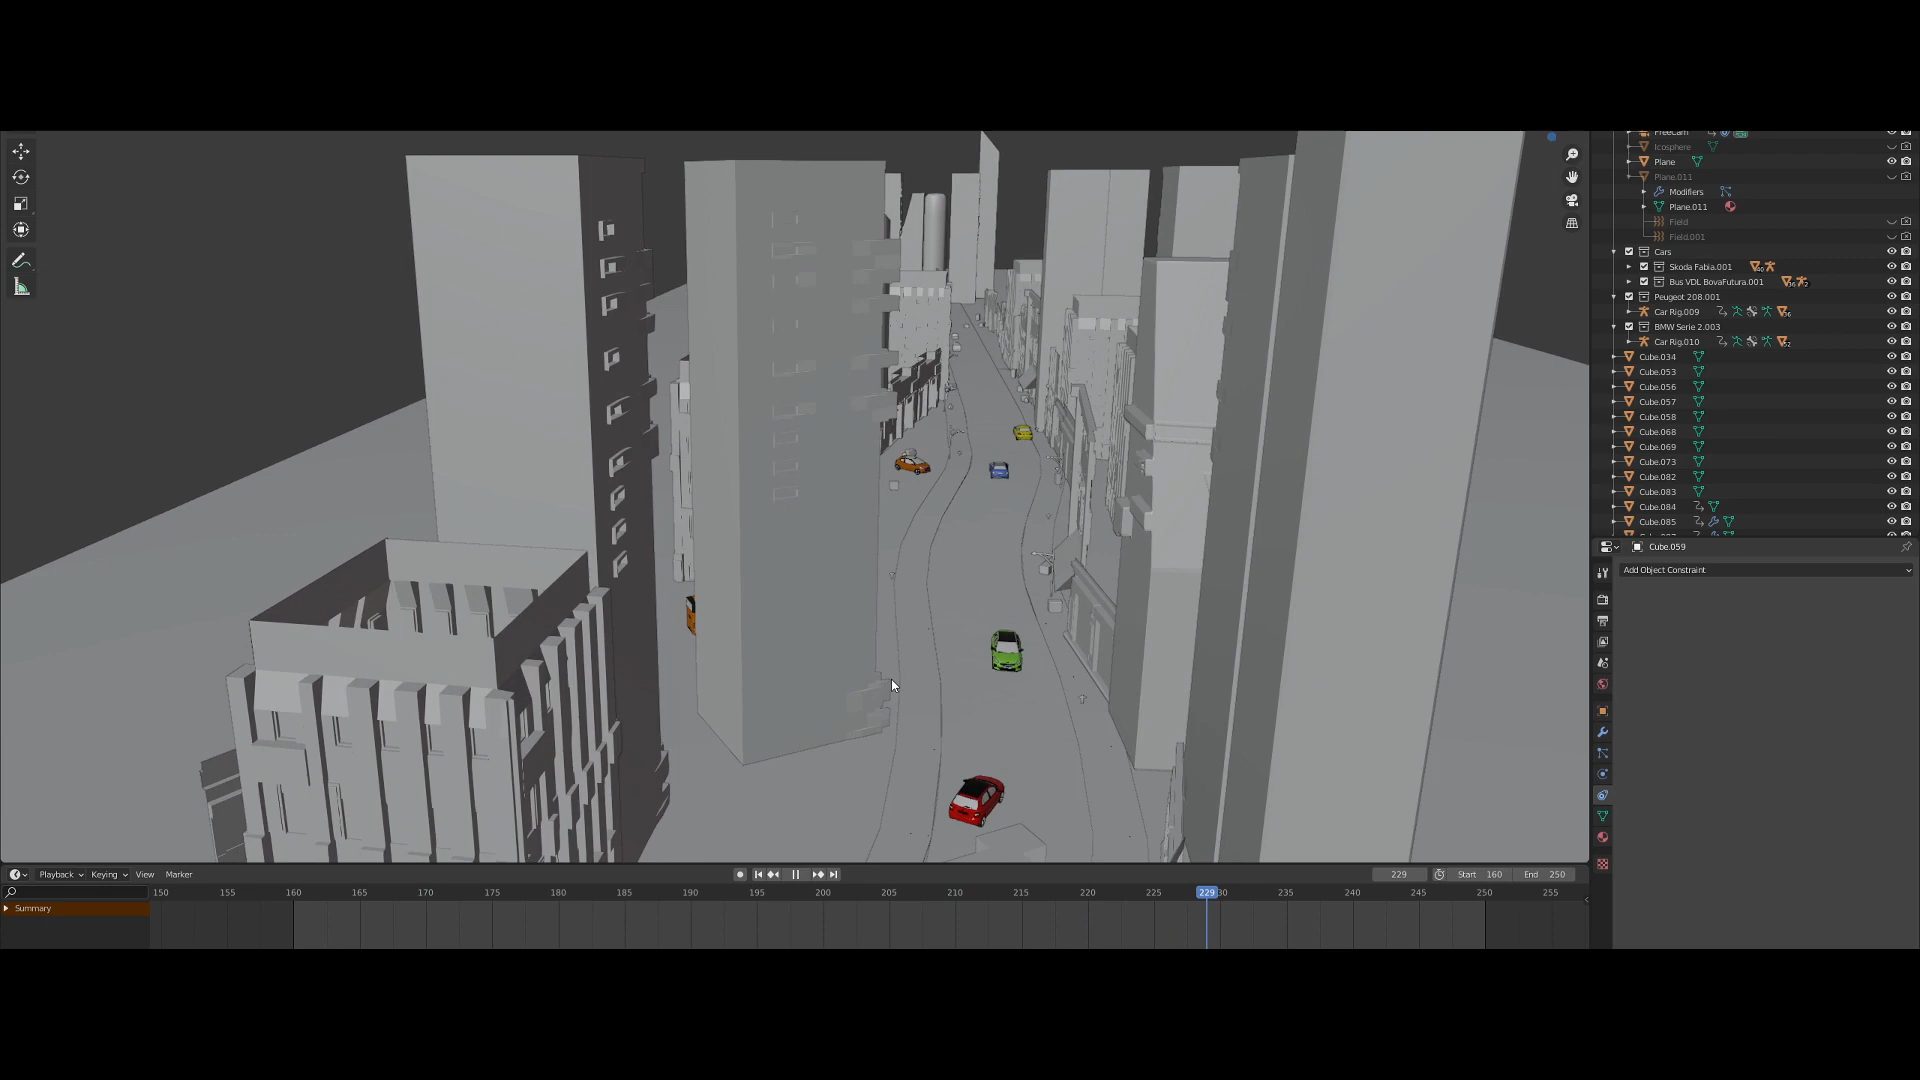 FreeCam
Icosphere
Plane
Plane.011
Modifiers
Plane.011
Field
Field.001
Cars
Skoda Fabia.001
Bus VDL BovaFutura.001
Peugeot 208.001
Car Rig.009
BMW Serie 2.003
Car Rig.010
Cube.034
Cube.053
Cube.056
Cube.057
Cube.058
Cube.068
Cube.069
Cube.073
Cube.082
Cube.083
Cube.084
Cube.085
Cube.059
Add Object Constraint
Playback Keying View Marker 229 Start 160 End 250
150 155 160 165 170 175 180 185 190 195 200 205 210 215 220 225 229 30 235 240 245 250 255
Summary